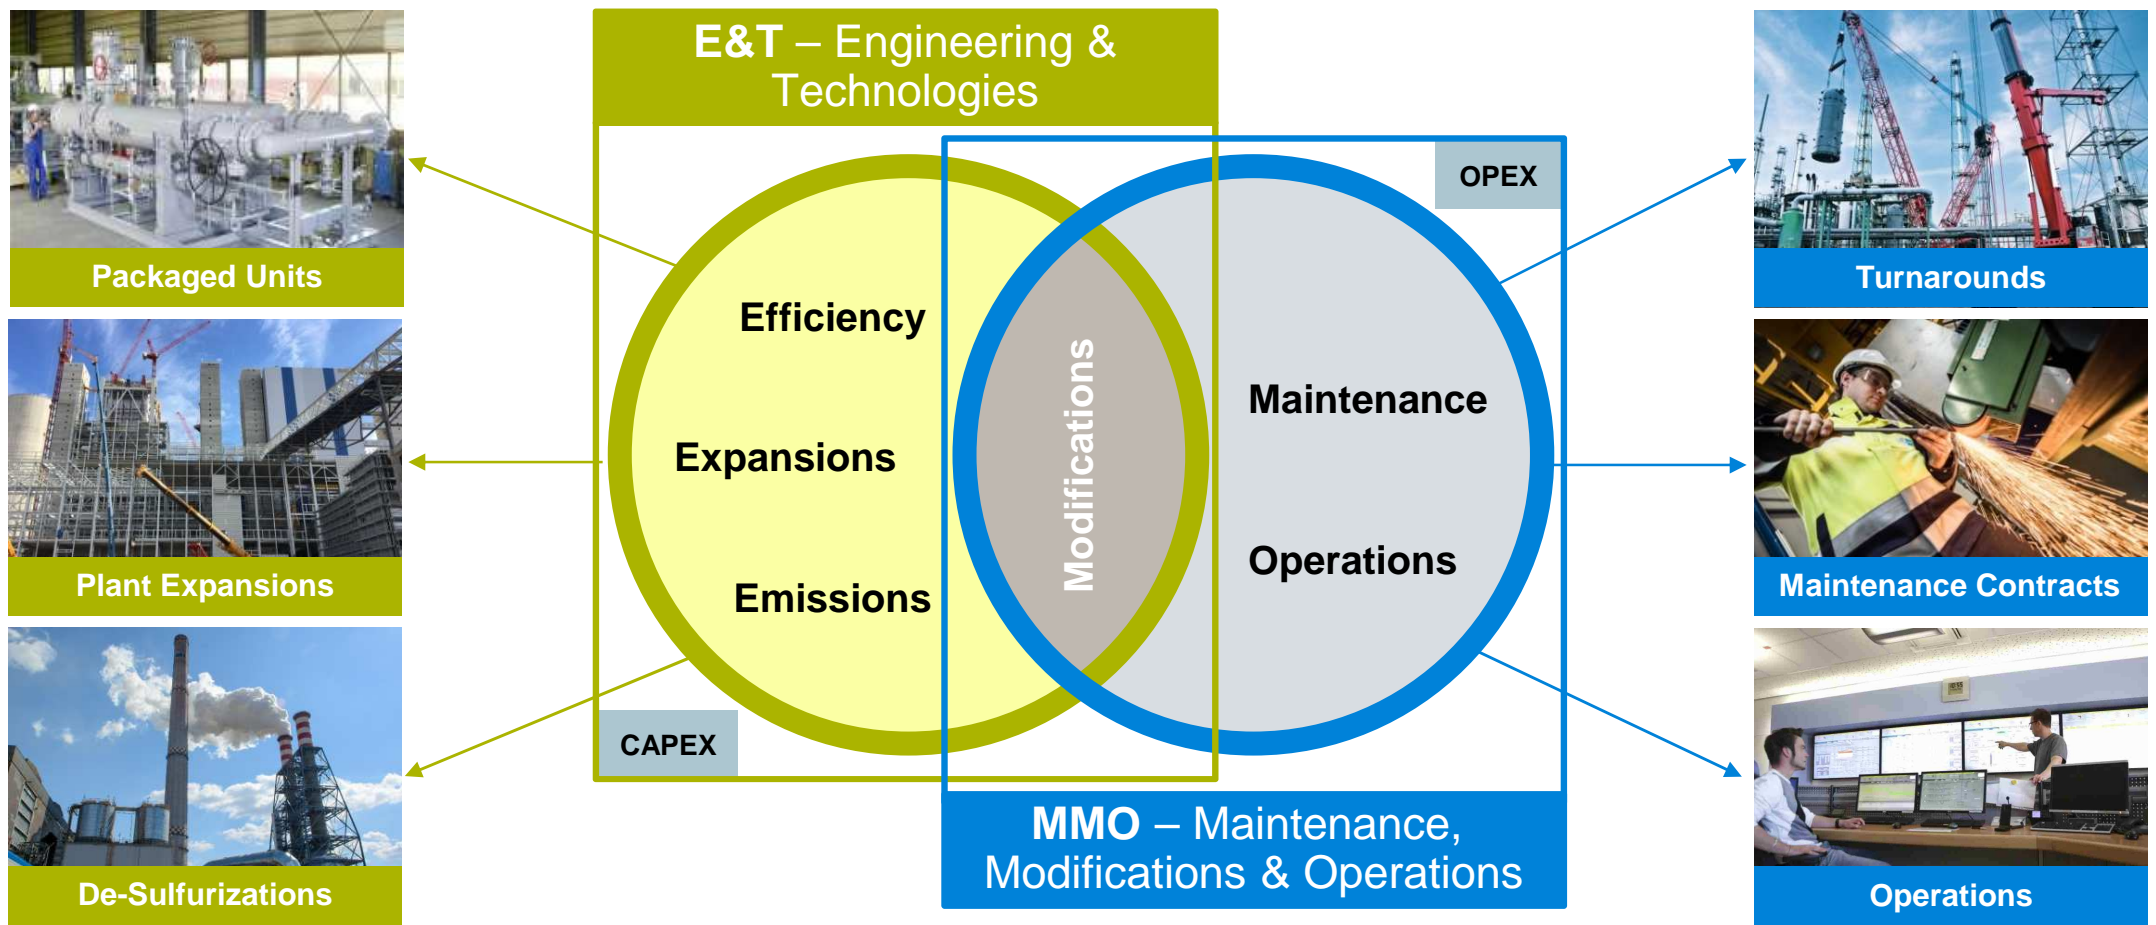 E&T – Engineering &
Technologies
Packaged Units
Plant Expansions
De-Sulfurizations
Efficiency
Expansions
Emissions
CAPEX
Modifications
OPEX
Maintenance
Operations
MMO – Maintenance,
Modifications & Operations
Turnarounds
Maintenance Contracts
Operations